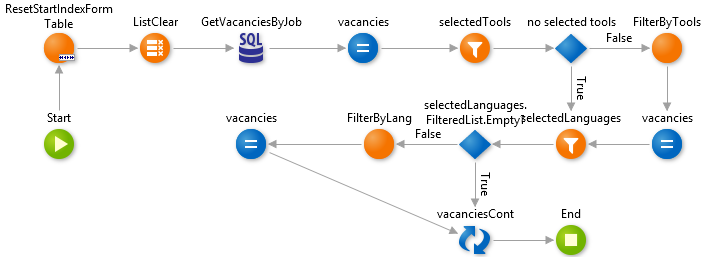 ResetStartIndexForm
Table
ListClear
GetVacanciesByJob
SQL
vacancies
selectedTools
no selected tools
False
FilterByTools
True
Start
vacancies
FilterByLang
False
selectedLanguages.
FilteredList.Empty?
selectedLanguages
vacancies
True
vacanciesCont
End